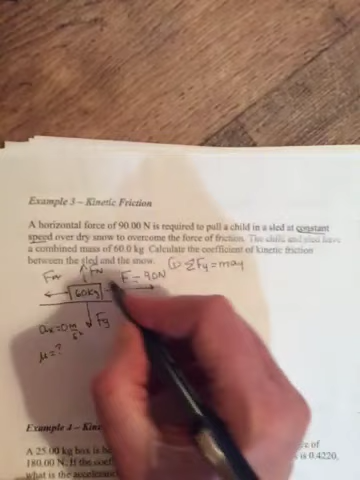 Example 3 – Kinetic Friction
A horizontal force of 90.00 N is required to pull a child in a sled at constant
speed over dry snow to overcome the force of friction. The child and sled have
a combined mass of 60.0 kg. Calculate the coefficient of kinetic friction
between the sled and the snow. ① ΣFy = may
FN F = 90N
60kg
ax = 0 m/s² Fg
μ = ?
Example 4 – Kine
A 25.00 kg box is be
180.00 N. If the coef is 0.4220,
what is the accelera